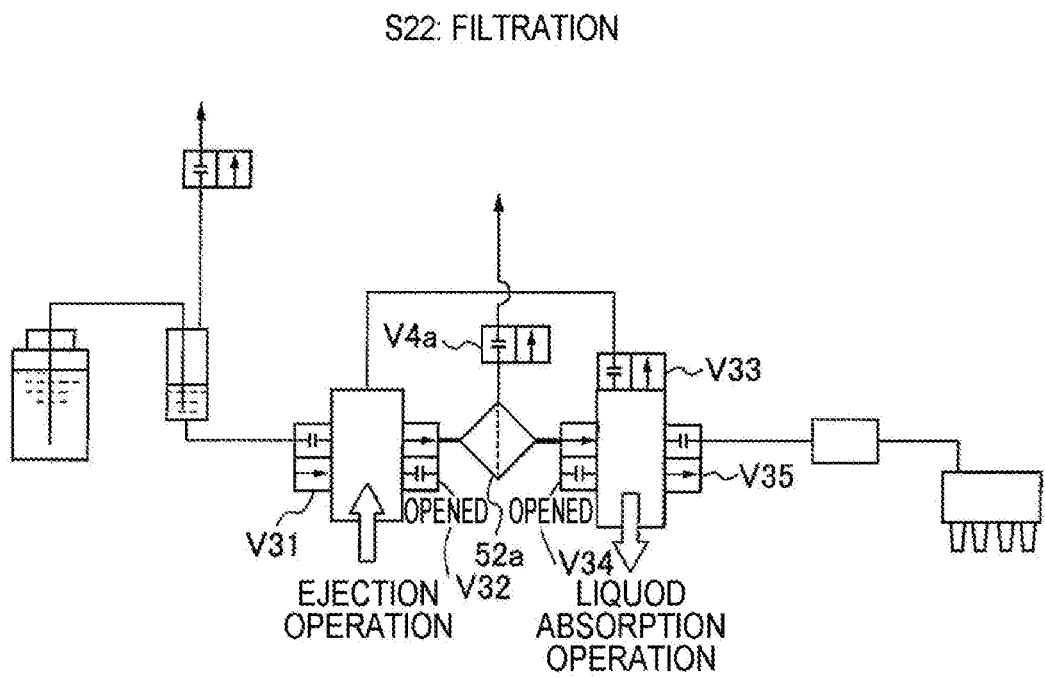 S22: FILTRATION
V4a
V33
V35
OPENED
OPENED
V31
V32
52a
V34
EJECTION
OPERATION
LIQUOD
ABSORPTION
OPERATION